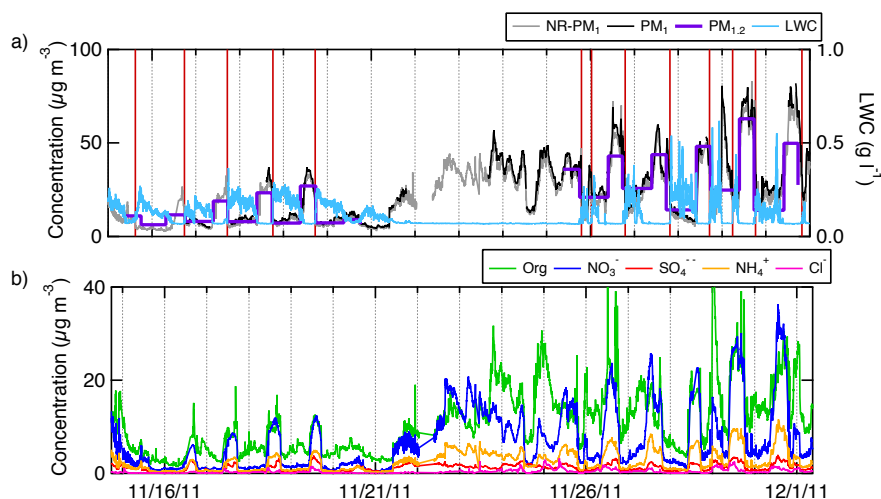 a)
NR-PM₁ PM₁ PM₁.₂ LWC
100
50
0
Concentration (µg m⁻³)
1.0
0.5
0.0
LWC (g l⁻¹)
b)
Org NO₃⁻ SO₄⁻⁻ NH₄⁺ Cl⁻
40
20
0
Concentration (µg m⁻³)
11/16/11 11/21/11 11/26/11 12/1/11